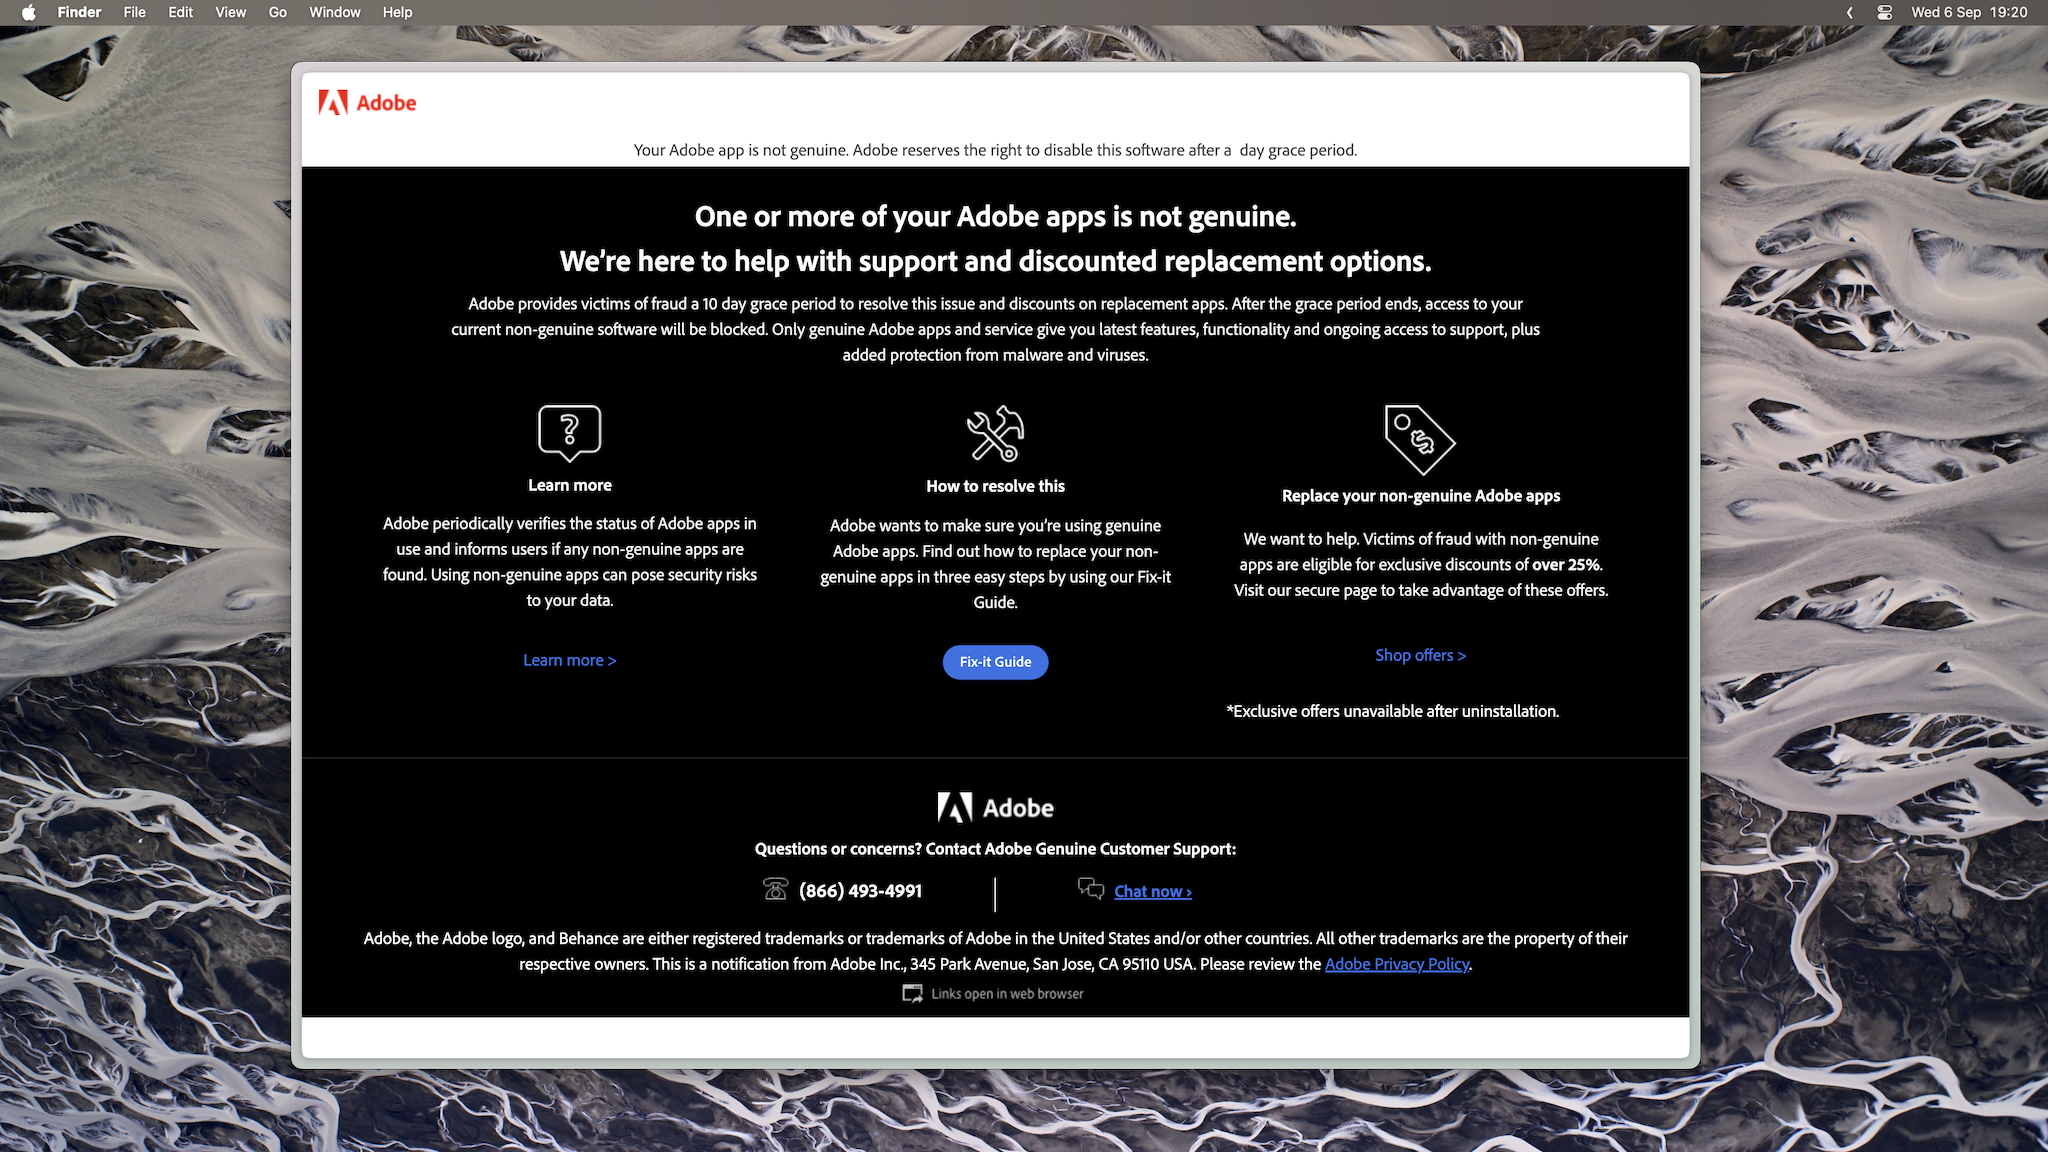 Finder File Edit View Go Window Help Wed 6 Sep 19:20
Adobe
Your Adobe app is not genuine. Adobe reserves the right to disable this software after a  day grace period.
One or more of your Adobe apps is not genuine.
We're here to help with support and discounted replacement options.
Adobe provides victims of fraud a 10 day grace period to resolve this issue and discounts on replacement apps. After the grace period ends, access to your
current non-genuine software will be blocked. Only genuine Adobe apps and service give you latest features, functionality and ongoing access to support, plus
added protection from malware and viruses.
Learn more
Adobe periodically verifies the status of Adobe apps in
use and informs users if any non-genuine apps are
found. Using non-genuine apps can pose security risks
to your data.
Learn more >
How to resolve this
Adobe wants to make sure you're using genuine
Adobe apps. Find out how to replace your non-
genuine apps in three easy steps by using our Fix-it
Guide.
Fix-it Guide
Replace your non-genuine Adobe apps
We want to help. Victims of fraud with non-genuine
apps are eligible for exclusive discounts of over 25%.
Visit our secure page to take advantage of these offers.
Shop offers >
*Exclusive offers unavailable after uninstallation.
Adobe
Questions or concerns? Contact Adobe Genuine Customer Support:
(866) 493-4991
Chat now ›
Adobe, the Adobe logo, and Behance are either registered trademarks or trademarks of Adobe in the United States and/or other countries. All other trademarks are the property of their
respective owners. This is a notification from Adobe Inc., 345 Park Avenue, San Jose, CA 95110 USA. Please review the Adobe Privacy Policy.
Links open in web browser